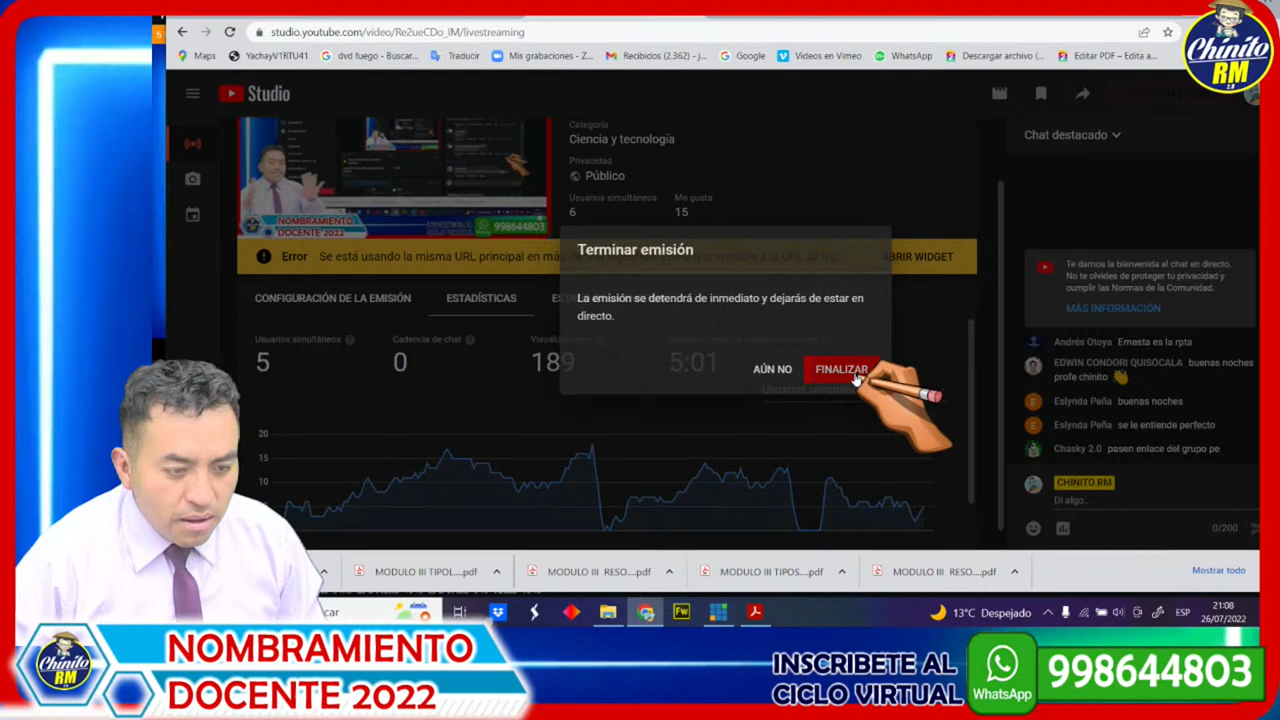 studio.youtube.com/video/Re2ueCDo_IM/livestreaming
Chinito
RM
2.0
Maps
YachayV1RTU41
dvd fuego - Buscar...
Traducir
Mis grabaciones - Z...
Recibidos (2.362) - j...
Google
Videos en Vimeo
WhatsApp
Descargar archivo (...
Editar PDF – Edita a...
Studio
Categoría
Ciencia y tecnología
Privacidad
Público
Usuarios simultáneos
Me gusta
6
15
NOMBRAMIENTO
DOCENTE 2022
998644803
Chat destacado
Error
Se está usando la misma URL principal en
ABRIR WIDGET
Terminar emisión
La emisión se detendrá de inmediato y dejarás de estar en
directo.
AÚN NO
FINALIZAR
CONFIGURACIÓN DE LA EMISIÓN
ESTADÍSTICAS
Usuarios simultáneos
Cadencia de chat
5
0
189
5:01
20
15
10
5
0
Te damos la bienvenida al chat en directo.
No te olvides de proteger tu privacidad y
cumplir las Normas de la Comunidad.
MÁS INFORMACIÓN
Andrés Otoya Ernesta es la rpta
EDWIN CONDORI QUISOCALA buenas noches
profe chinito
Eslynda Peña buenas noches
Eslynda Peña se le entiende perfecto
Chasky 2.0 pasen enlace del grupo pe
CHINITO RM
Di algo..
0/200
MODULO III TIPOL....pdf
MODULO III RESO....pdf
MODULO III TIPOS....pdf
MODULO III RESO....pdf
Mostrar todo
car
13°C Despejado
ESP
21:08
26/07/2022
Chinito
RM
NOMBRAMIENTO
DOCENTE 2022
INSCRIBETE AL
CICLO VIRTUAL
WhatsApp
998644803